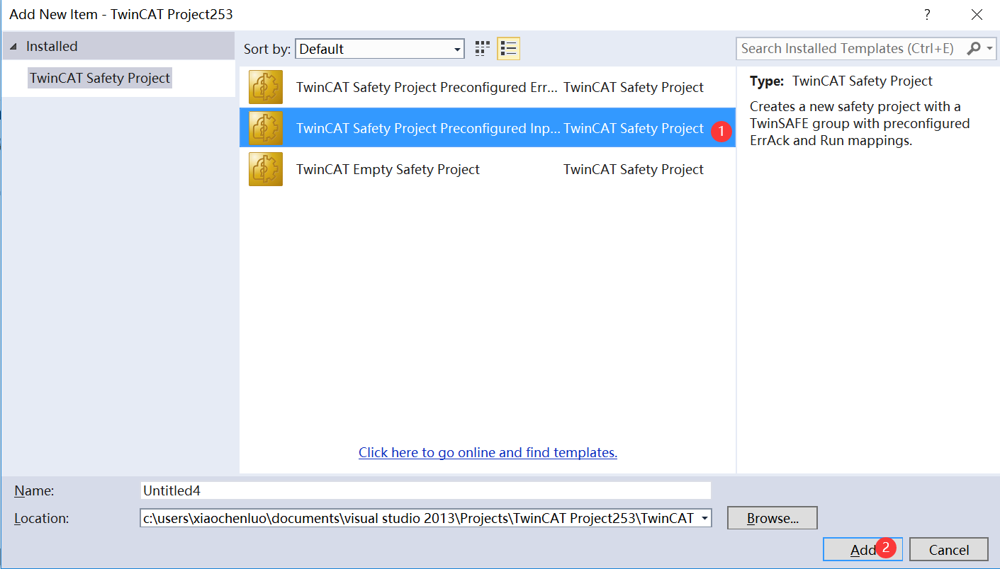 Add New Item - TwinCAT Project253
?
Installed
TwinCAT Safety Project
Sort by: Default
Search Installed Templates (Ctrl+E)
TwinCAT Safety Project Preconfigured Err... TwinCAT Safety Project
TwinCAT Safety Project Preconfigured Inp... TwinCAT Safety Project 1
TwinCAT Empty Safety Project TwinCAT Safety Project
Type: TwinCAT Safety Project
Creates a new safety project with a
TwinSAFE group with preconfigured
ErrAck and Run mappings.
Click here to go online and find templates.
Name: Untitled4
Location: c:\users\xiaochenluo\documents\visual studio 2013\Projects\TwinCAT Project253\TwinCAT Browse...
Add 2 Cancel